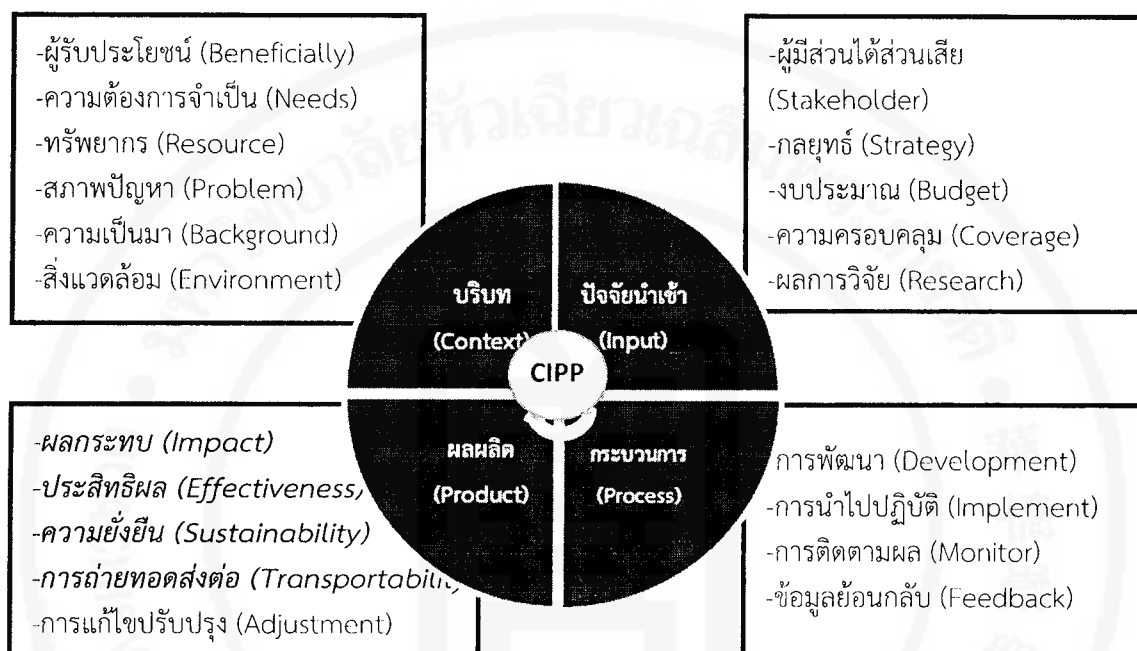 -ผู้รับประโยชน์ (Beneficially)
-ความต้องการจำเป็น (Needs)
-ทรัพยากร (Resource)
-สภาพปัญหา (Problem)
-ความเป็นมา (Background)
-สิ่งแวดล้อม (Environment)
-ผู้มีส่วนได้ส่วนเสีย
(Stakeholder)
-กลยุทธ์ (Strategy)
-งบประมาณ (Budget)
-ความครอบคลุม (Coverage)
-ผลการวิจัย (Research)
บริบท
(Context)
ปัจจัยนำเข้า
(Input)
CIPP
ผลผลิต
(Product)
กระบวนการ
(Process)
-ผลกระทบ (Impact)
-ประสิทธิผล (Effectiveness)
-ความยั่งยืน (Sustainability)
-การถ่ายทอดส่งต่อ
-การแก้ไขปรับปรุง (Adjustment)
การพัฒนา (Development)
-การนำไปปฏิบัติ (Implement)
-การติดตามผล (Monitor)
-ข้อมูลย้อนกลับ (Feedback)